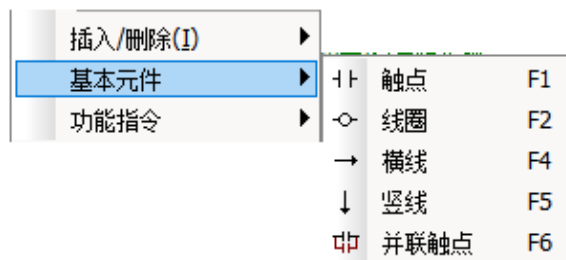 插入/删除(I)
基本元件
功能指令
触点 F1
线圈 F2
横线 F4
竖线 F5
并联触点 F6